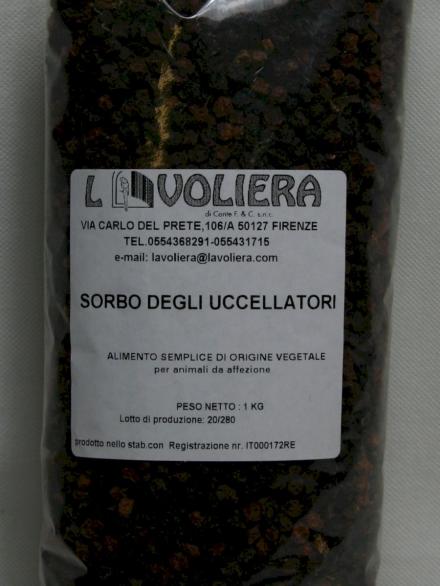 LA VOLIERA
di Conte F. & C. s.n.c.
VIA CARLO DEL PRETE,106/A 50127 FIRENZE
TEL.0554368291-055431715
e-mail: lavoliera@lavoliera.com
SORBO DEGLI UCCELLATORI
ALIMENTO SEMPLICE DI ORIGINE VEGETALE
per animali da affezione
PESO NETTO : 1 KG
Lotto di produzione: 20/280
prodotto nello stab.con Registrazione nr. IT000172RE